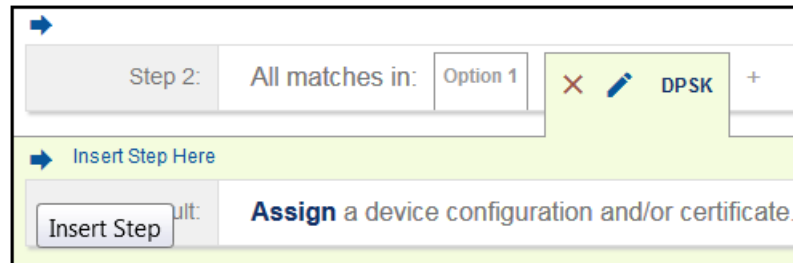 Step 2: All matches in: Option 1 DPSK +
Insert Step Here
ult: Assign a device configuration and/or certificate.
Insert Step